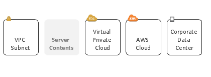 VPC
Subnet
Server
Contents
Virtual
Private
Cloud
AWS
Cloud
Corporate
Data
Center